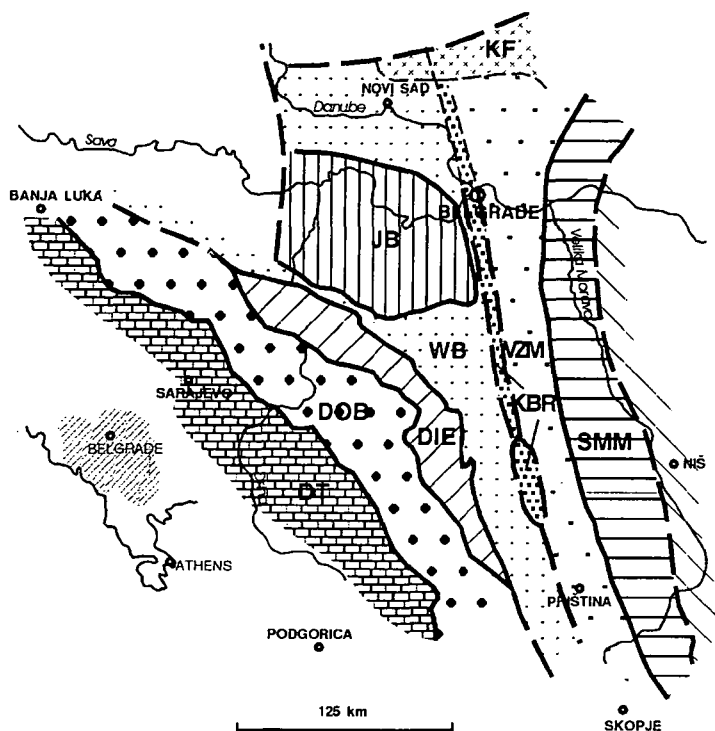 KF
NOVI SAD
Danube
Sava
BANJA LUKA
BELGRADE
JB
Velika Morava
WB
VZM
SARAJEVO
KBR
DOB
DIE
SMM
BELGRADE
NIŠ
DT
ATHENS
PRIŠTINA
PODGORICA
125 km
SKOPJE